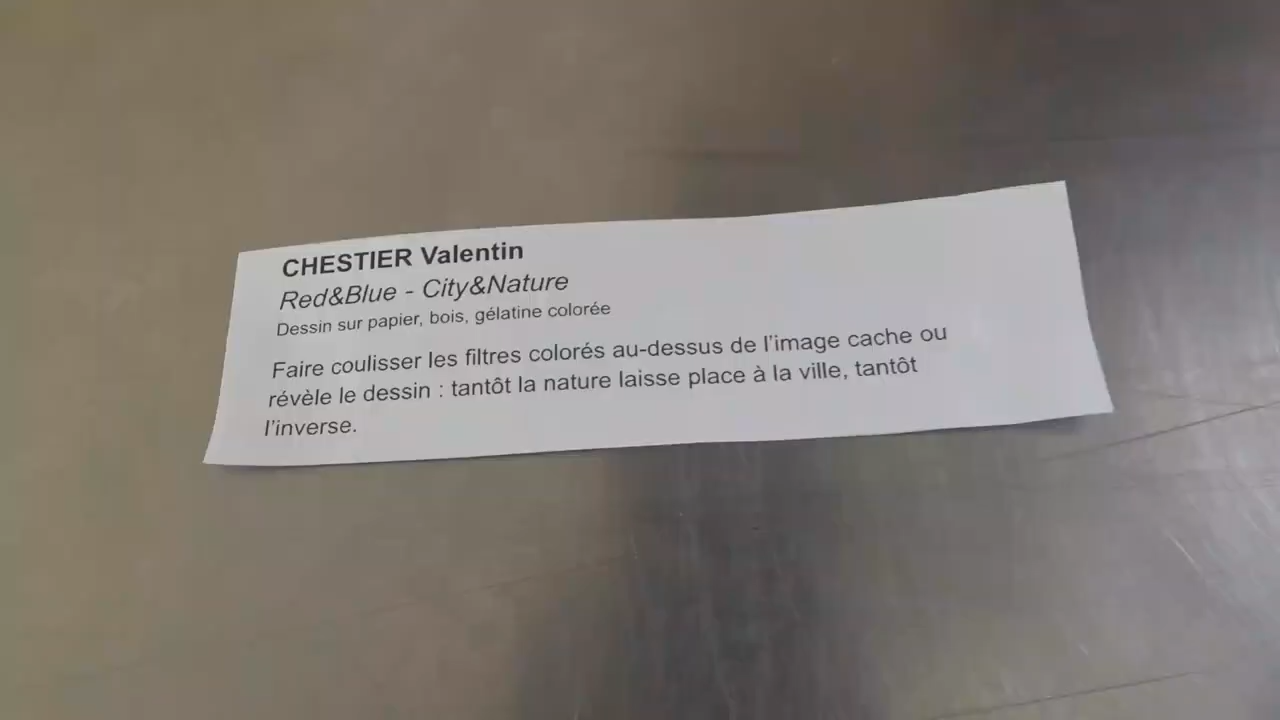 CHESTIER Valentin
Red&Blue - City&Nature
Dessin sur papier, bois, gélatine colorée
Faire coulisser les filtres colorés au-dessus de l'image cache ou
révèle le dessin : tantôt la nature laisse place à la ville, tantôt
l'inverse.